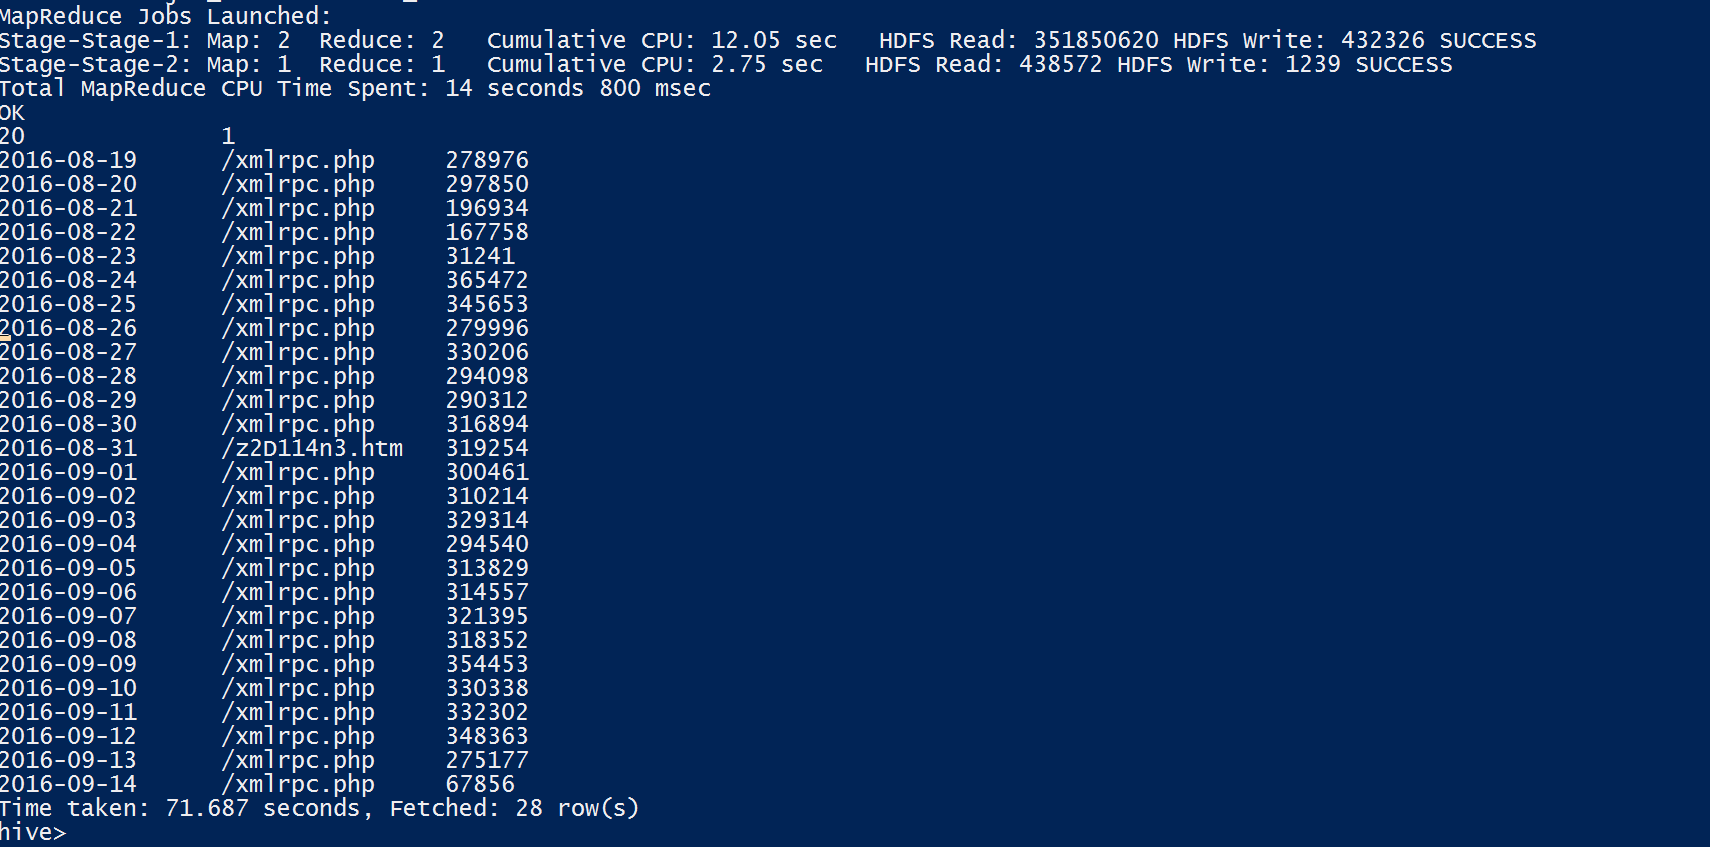 MapReduce Jobs Launched:
Stage-Stage-1: Map: 2  Reduce: 2   Cumulative CPU: 12.05 sec   HDFS Read: 351850620 HDFS Write: 432326 SUCCESS
Stage-Stage-2: Map: 1  Reduce: 1   Cumulative CPU: 2.75 sec   HDFS Read: 438572 HDFS Write: 1239 SUCCESS
Total MapReduce CPU Time Spent: 14 seconds 800 msec
OK
20 1
2016-08-19 /xmlrpc.php 278976
2016-08-20 /xmlrpc.php 297850
2016-08-21 /xmlrpc.php 196934
2016-08-22 /xmlrpc.php 167758
2016-08-23 /xmlrpc.php 31241
2016-08-24 /xmlrpc.php 365472
2016-08-25 /xmlrpc.php 345653
2016-08-26 /xmlrpc.php 279996
2016-08-27 /xmlrpc.php 330206
2016-08-28 /xmlrpc.php 294098
2016-08-29 /xmlrpc.php 290312
2016-08-30 /xmlrpc.php 316894
2016-08-31 /z2D114n3.htm 319254
2016-09-01 /xmlrpc.php 300461
2016-09-02 /xmlrpc.php 310214
2016-09-03 /xmlrpc.php 329314
2016-09-04 /xmlrpc.php 294540
2016-09-05 /xmlrpc.php 313829
2016-09-06 /xmlrpc.php 314557
2016-09-07 /xmlrpc.php 321395
2016-09-08 /xmlrpc.php 318352
2016-09-09 /xmlrpc.php 354453
2016-09-10 /xmlrpc.php 330338
2016-09-11 /xmlrpc.php 332302
2016-09-12 /xmlrpc.php 348363
2016-09-13 /xmlrpc.php 275177
2016-09-14 /xmlrpc.php 67856
Time taken: 71.687 seconds, Fetched: 28 row(s)
hive>